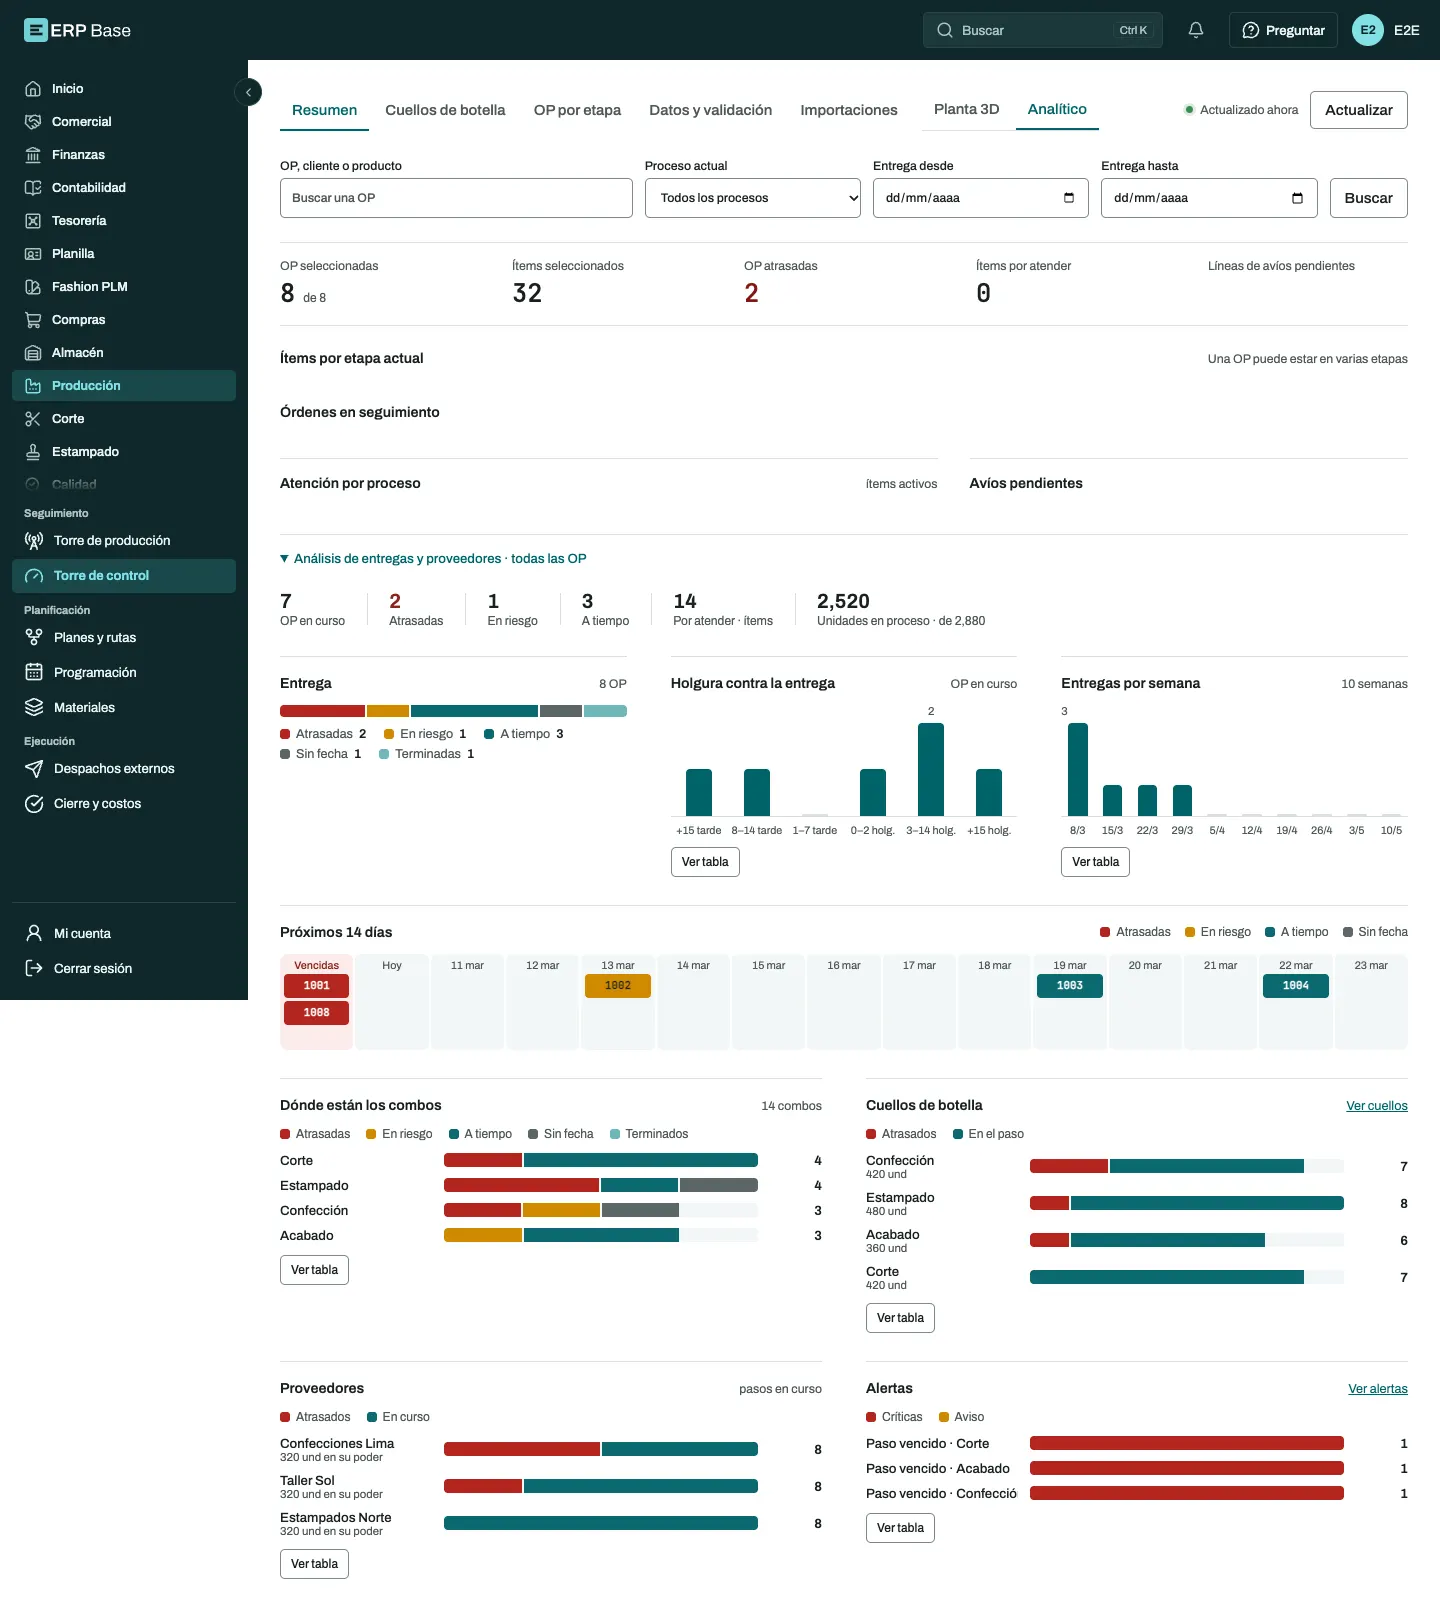 ERP Base
Buscar
Ctrl K
Preguntar
E2
E2E
Inicio
Comercial
Finanzas
Contabilidad
Tesorería
Planilla
Fashion PLM
Compras
Almacén
Producción
Corte
Estampado
Calidad
Seguimiento
Torre de producción
Torre de control
Planificación
Planes y rutas
Programación
Materiales
Ejecución
Despachos externos
Cierre y costos
Mi cuenta
Cerrar sesión
Resumen
Cuellos de botella
OP por etapa
Datos y validación
Importaciones
Planta 3D
Analítico
Actualizado ahora
Actualizar
OP, cliente o producto
Proceso actual
Entrega desde
Entrega hasta
Buscar una OP
Todos los procesos
dd/mm/aaaa
dd/mm/aaaa
Buscar
OP seleccionadas
Ítems seleccionados
OP atrasadas
Ítems por atender
Líneas de avíos pendientes
8 de 8
32
2
0
Ítems por etapa actual
Una OP puede estar en varias etapas
Órdenes en seguimiento
Atención por proceso
ítems activos
Avíos pendientes
▼ Análisis de entregas y proveedores · todas las OP
7
2
1
3
14
2,520
OP en curso
Atrasadas
En riesgo
A tiempo
Por atender · ítems
Unidades en proceso · de 2,880
Entrega
8 OP
Atrasadas 2
En riesgo 1
A tiempo 3
Sin fecha 1
Terminadas 1
Holgura contra la entrega
OP en curso
2
+15 tarde
8–14 tarde
1–7 tarde
0–2 holg.
3–14 holg.
+15 holg.
Ver tabla
Entregas por semana
10 semanas
3
8/3
15/3
22/3
29/3
5/4
12/4
19/4
26/4
3/5
10/5
Ver tabla
Próximos 14 días
Atrasadas
En riesgo
A tiempo
Sin fecha
Vencidas
Hoy
11 mar
12 mar
13 mar
14 mar
15 mar
16 mar
17 mar
18 mar
19 mar
20 mar
21 mar
22 mar
23 mar
1001
1002
1003
1004
1008
Dónde están los combos
14 combos
Atrasadas
En riesgo
A tiempo
Sin fecha
Terminados
Corte
4
Estampado
4
Confección
3
Acabado
3
Ver tabla
Cuellos de botella
Ver cuellos
Atrasados
En el paso
Confección
420 und
7
Estampado
480 und
8
Acabado
360 und
6
Corte
420 und
7
Ver tabla
Proveedores
pasos en curso
Atrasados
En curso
Confecciones Lima
320 und en su poder
8
Taller Sol
320 und en su poder
8
Estampados Norte
320 und en su poder
8
Ver tabla
Alertas
Ver alertas
Críticas
Aviso
Paso vencido · Corte
1
Paso vencido · Acabado
1
Paso vencido · Confecció
1
Ver tabla